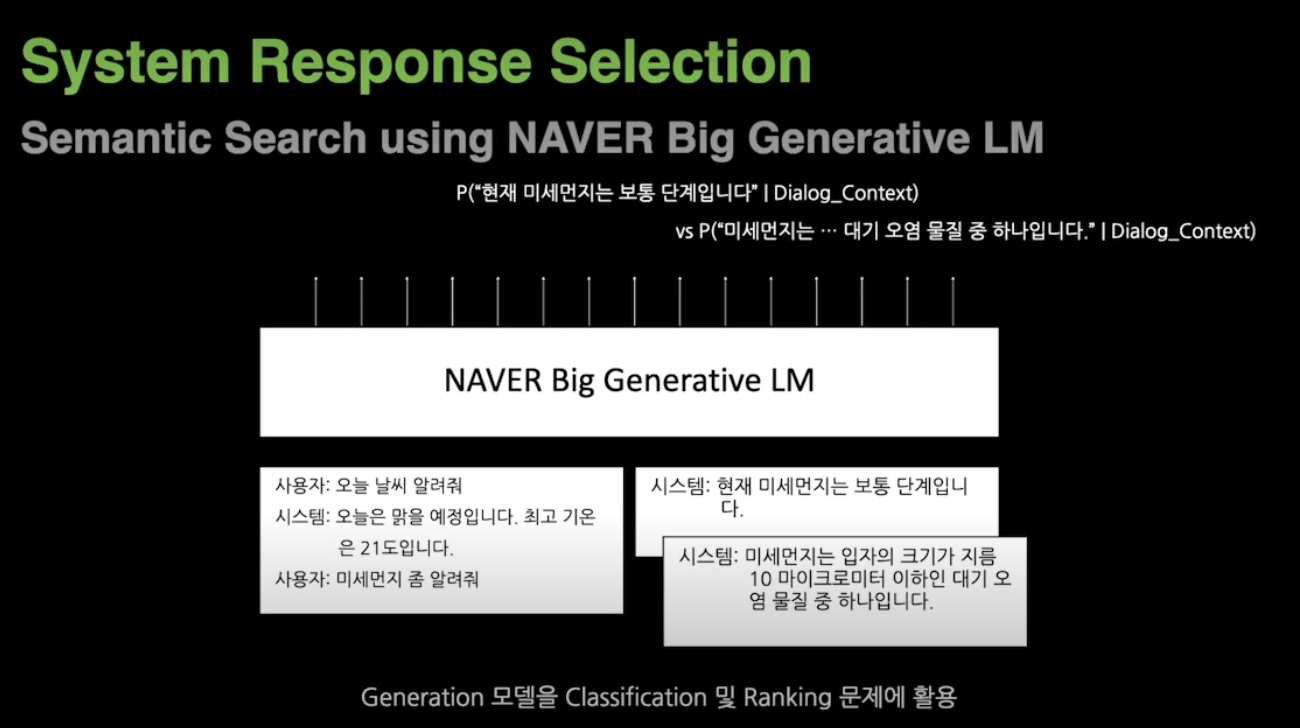 System Response Selection
Semantic Search using NAVER Big Generative LM
P(“현재 미세먼지는 보통 단계입니다” | Dialog_Context)
vs P(“미세먼지는 … 대기 오염 물질 중 하나입니다.” | Dialog_Context)
NAVER Big Generative LM
사용자: 오늘 날씨 알려줘
시스템: 오늘은 맑을 예정입니다. 최고 기온
은 21도입니다.
사용자: 미세먼지 좀 알려줘
시스템: 현재 미세먼지는 보통 단계입니
다.
시스템: 미세먼지는 입자의 크기가 지름
10 마이크로미터 이하인 대기 오
염 물질 중 하나입니다.
Generation 모델을 Classification 및 Ranking 문제에 활용